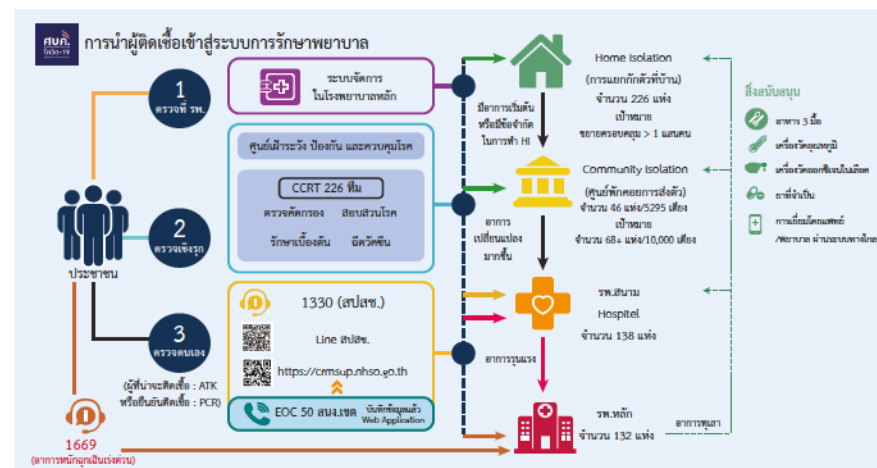 ศบค.
โควิด-19
การนำผู้ติดเชื้อเข้าสู่ระบบการรักษาพยาบาล
ประชาชน
1
ตรวจที่ รพ.
2
ตรวจเชิงรุก
3
ตรวจตนเอง
(ผู้ที่น่าจะติดเชื้อ : ATK
หรือยืนยันติดเชื้อ : PCR)
1669
(อาการหนักฉุกเฉินเร่งด่วน)
ระบบจัดการ
ในโรงพยาบาลหลัก
ศูนย์เฝ้าระวัง ป้องกัน และควบคุมโรค
CCRT 226 ทีม
ตรวจคัดกรอง สอบสวนโรค
รักษาเบื้องต้น ฉีดวัคซีน
1330 (สปสช.)
Line สปสช.
https://crmsup.nhso.go.th
EOC 50 สนง.เขต
บันทึกข้อมูลแล้ว
Web Application
มีอาการเริ่มต้น
หรือมีข้อจำกัด
ในการทำ HI
อาการ
เปลี่ยนแปลง
มากขึ้น
อาการรุนแรง
Home Isolation
(การแยกกักตัวที่บ้าน)
จำนวน 226 แห่ง
เป้าหมาย
ขยายครอบคลุม > 1 แสนคน
Community Isolation
(ศูนย์พักคอยการส่งตัว)
จำนวน 46 แห่ง/5295 เตียง
เป้าหมาย
จำนวน 68+ แห่ง/10,000 เตียง
รพ.สนาม
Hospitel
จำนวน 138 แห่ง
รพ.หลัก
จำนวน 132 แห่ง
อาการทุเลา
สิ่งสนับสนุน
อาหาร 3 มื้อ
เครื่องวัดอุณหภูมิ
เครื่องวัดออกซิเจนในเลือด
ยาที่จำเป็น
การเยี่ยมโดยแพทย์
/พยาบาล ผ่านระบบทางไกล